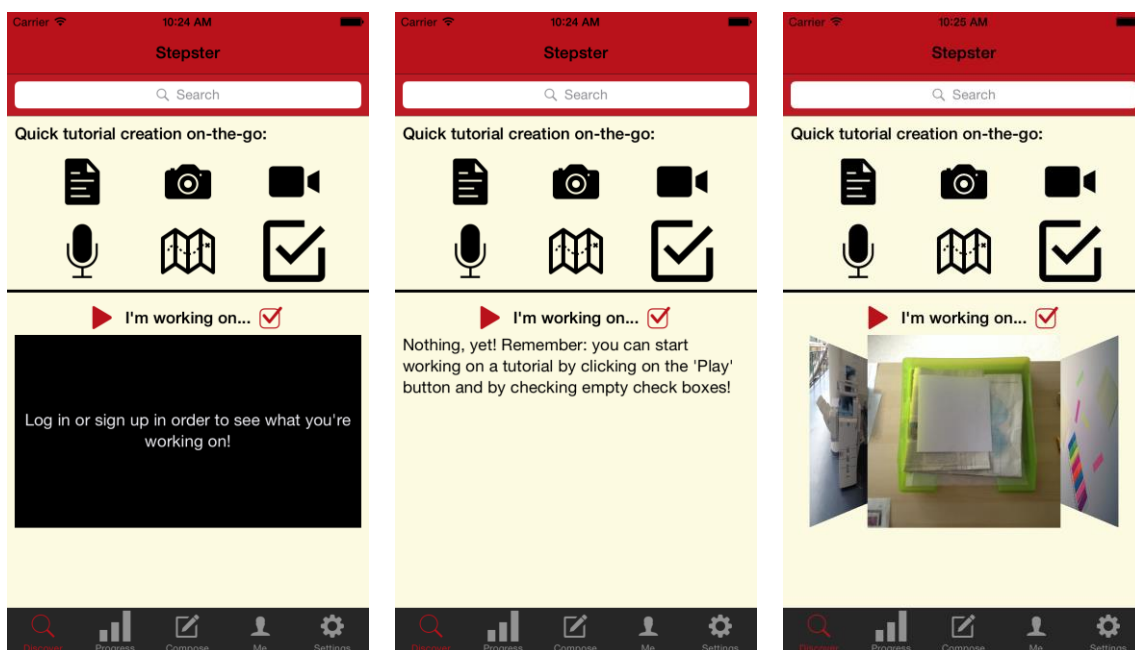 Carrier 10:24 AM
Stepster
Search
Quick tutorial creation on-the-go:
I'm working on...
Log in or sign up in order to see what you're
working on!
Discover Progress Compose Me Settings
Carrier 10:24 AM
Stepster
Search
Quick tutorial creation on-the-go:
I'm working on...
Nothing, yet! Remember: you can start
working on a tutorial by clicking on the 'Play'
button and by checking empty check boxes!
Discover Progress Compose Me Settings
Carrier 10:25 AM
Stepster
Search
Quick tutorial creation on-the-go:
I'm working on...
Discover Progress Compose Me Settings